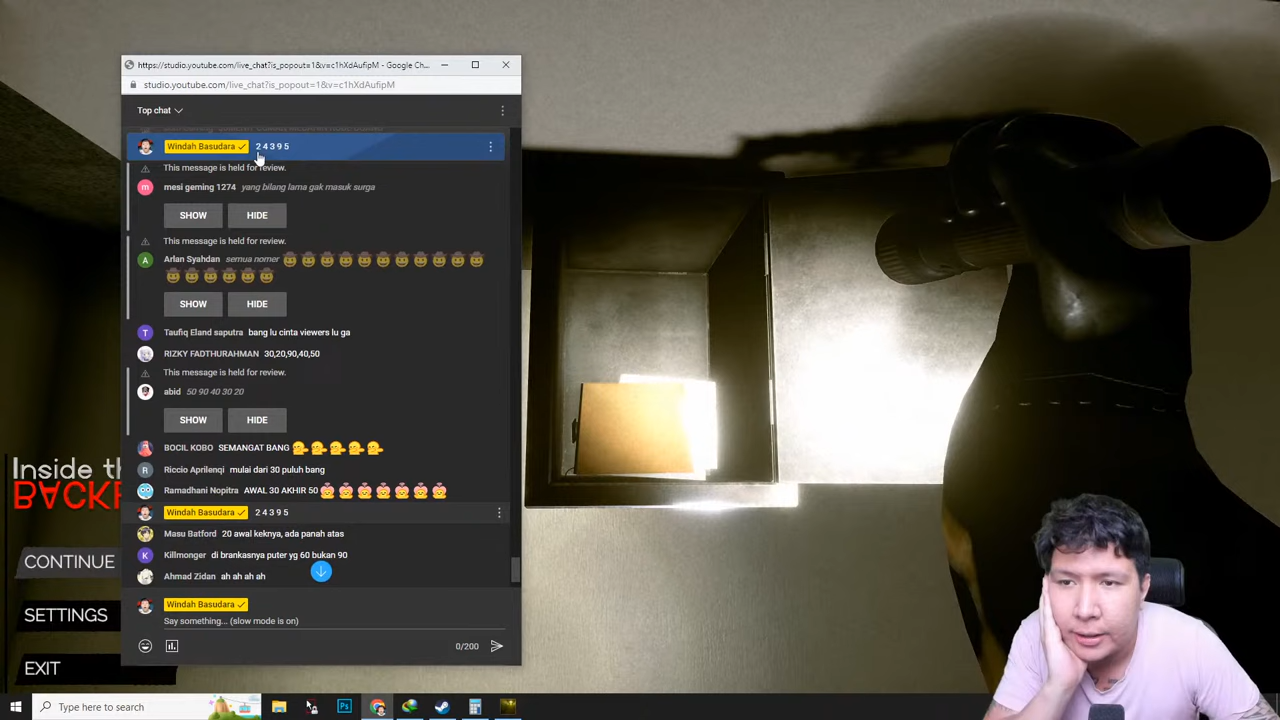 https://studio.youtube.com/live_chat?is_popout=1&v=c1hXdAufipM - Google Ch...
studio.youtube.com/live_chat?is_popout=1&v=c1hXdAufipM
Top chat
Windah Basudara 2 4 3 9 5
This message is held for review.
mesi geming 1274 yang bilang lama gak masuk surga
SHOW HIDE
This message is held for review.
Arlan Syahdan semua nomer 🤠🤠🤠🤠🤠🤠🤠🤠🤠🤠🤠
🤠🤠🤠🤠🤠🤠
SHOW HIDE
Taufiq Eland saputra bang lu cinta viewers lu ga
RIZKY FADTHURAHMAN 30,20,90,40,50
This message is held for review.
abid 50 90 40 30 20
SHOW HIDE
BOCIL KOBO SEMANGAT BANG
Riccio Aprilenqi mulai dari 30 puluh bang
Ramadhani Nopitra AWAL 30 AKHIR 50
Windah Basudara 2 4 3 9 5
Masu Batford 20 awal keknya, ada panah atas
Killmonger di brankasnya puter yg 60 bukan 90
Ahmad Zidan ah ah ah ah
Windah Basudara
Say something... (slow mode is on)
0/200
Inside th
BACKR
CONTINUE
SETTINGS
EXIT
Type here to search